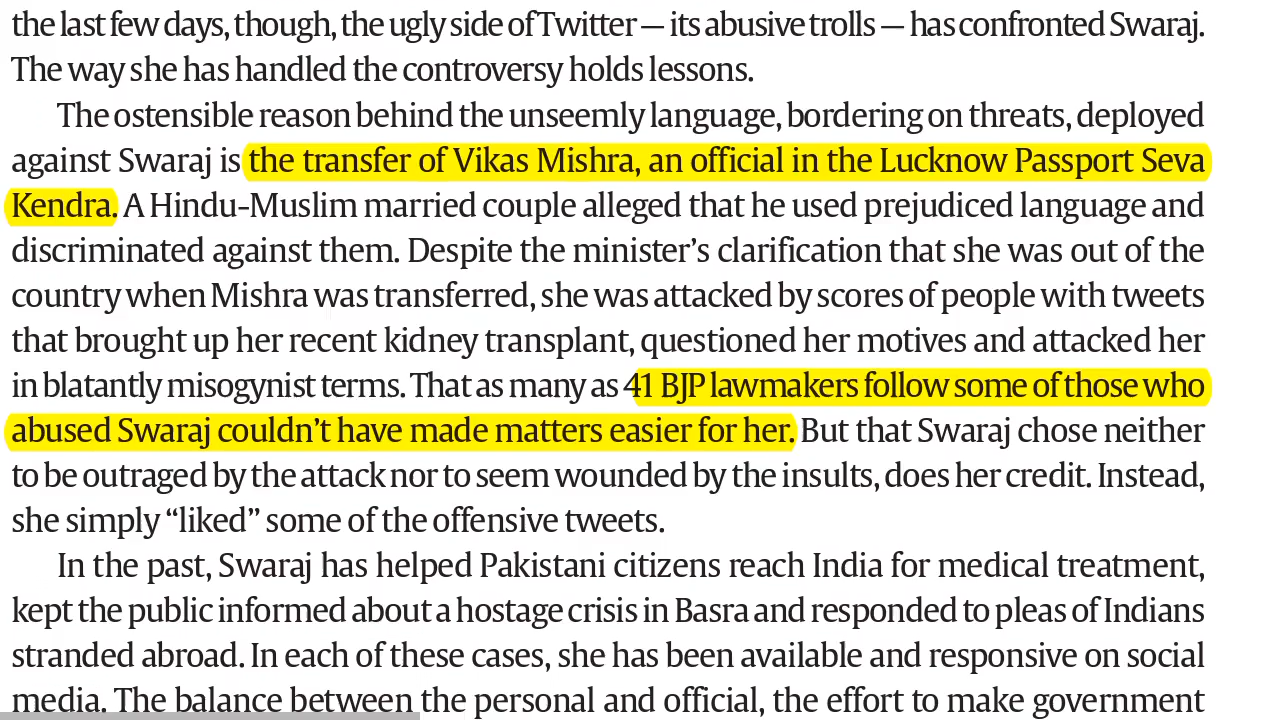 the last few days, though, the ugly side of Twitter — its abusive trolls — has confronted Swaraj.
The way she has handled the controversy holds lessons.
The ostensible reason behind the unseemly language, bordering on threats, deployed
against Swaraj is the transfer of Vikas Mishra, an official in the Lucknow Passport Seva
Kendra. A Hindu-Muslim married couple alleged that he used prejudiced language and
discriminated against them. Despite the minister’s clarification that she was out of the
country when Mishra was transferred, she was attacked by scores of people with tweets
that brought up her recent kidney transplant, questioned her motives and attacked her
in blatantly misogynist terms. That as many as 41 BJP lawmakers follow some of those who
abused Swaraj couldn’t have made matters easier for her. But that Swaraj chose neither
to be outraged by the attack nor to seem wounded by the insults, does her credit. Instead,
she simply “liked” some of the offensive tweets.
In the past, Swaraj has helped Pakistani citizens reach India for medical treatment,
kept the public informed about a hostage crisis in Basra and responded to pleas of Indians
stranded abroad. In each of these cases, she has been available and responsive on social
media. The balance between the personal and official, the effort to make government